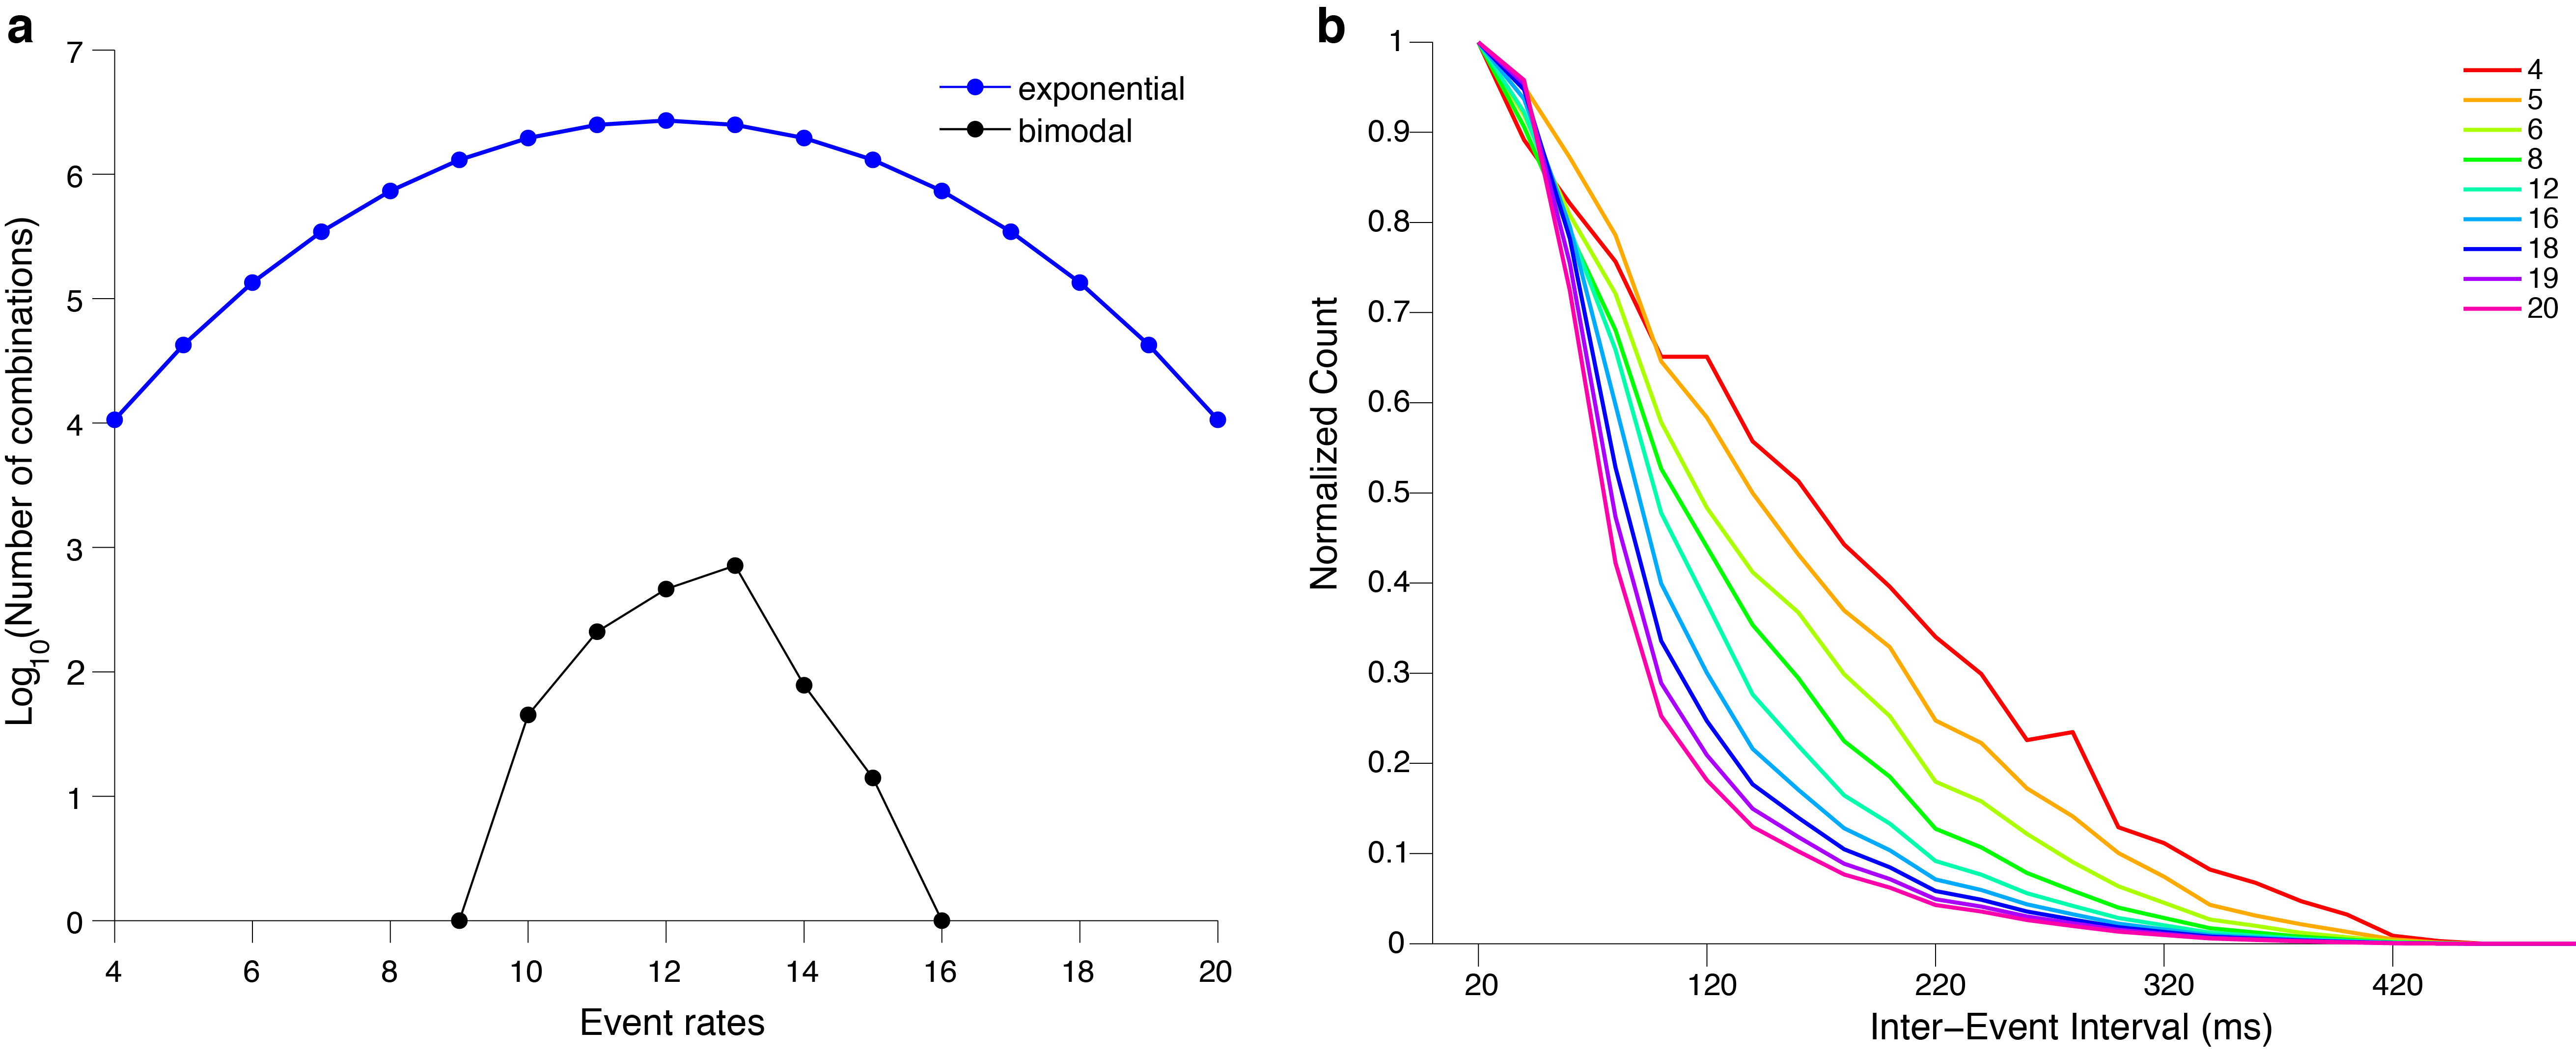 a
7
6
5
4
3
2
1
0
Log10(Number of combinations)
exponential
bimodal
4 6 8 10 12 14 16 18 20
Event rates
b
1
0.9
0.8
0.7
0.6
0.5
0.4
0.3
0.2
0.1
0
Normalized Count
4
5
6
8
12
16
18
19
20
20 120 220 320 420
Inter−Event Interval (ms)